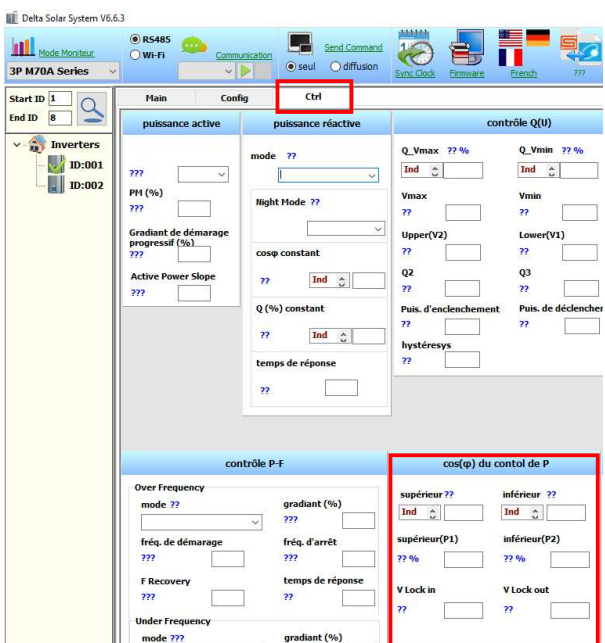 Delta Solar System V6.6.3
Mode Moniteur
3P M70A Series
RS485
Wi-Fi
Communication
Send Command
seul
diffusion
Sync Clock
Firmware
French
???
Start ID 1
End ID 8
Inverters
ID:001
ID:002
Main
Config
Ctrl
puissance active
???
PM (%)
???
Gradiant de démarage
progressif (%)
???
Active Power Slope
???
puissance réactive
mode ??
Night Mode ??
cosφ constant
??
Ind
Q (%) constant
??
Ind
temps de réponse
??
contrôle Q(U)
Q_Vmax ?? %
Q_Vmin ?? %
Ind
Ind
Vmax
Vmin
??
??
Upper(V2)
Lower(V1)
??
??
Q2
Q3
??
??
Puis. d'enclenchement
Puis. de déclencher
??
??
hystéresys
??
contrôle P-F
Over Frequency
mode ??
gradiant (%)
???
fréq. de démarage
fréq. d'arrêt
???
???
F Recovery
temps de réponse
???
??
Under Frequency
mode ???
gradiant (%)
cos(φ) du contol de P
supérieur ??
inférieur ??
Ind
Ind
supérieur(P1)
inférieur(P2)
?? %
?? %
V Lock in
V Lock out
??
??